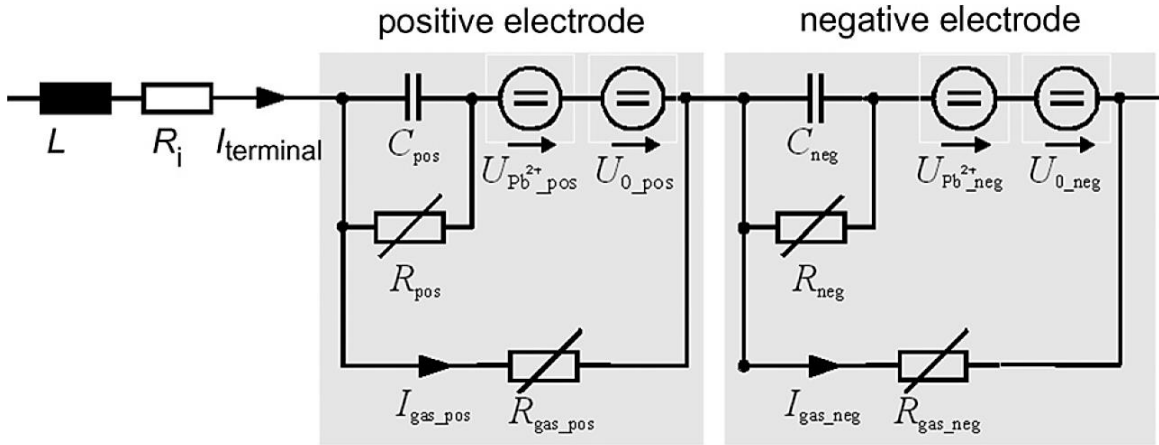 positive electrode negative electrode
L R_i I_terminal
C_pos U_Pb²⁺_pos U_0_pos C_neg U_Pb²⁺_neg U_0_neg
R_pos R_neg
I_gas_pos R_gas_pos I_gas_neg R_gas_neg